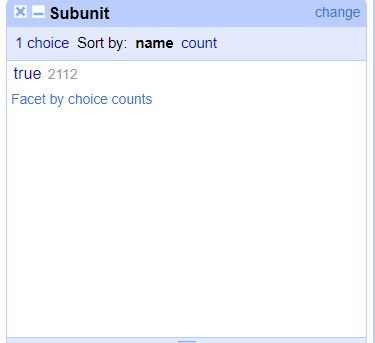 Subunit change
1 choice Sort by: name count
true 2112
Facet by choice counts